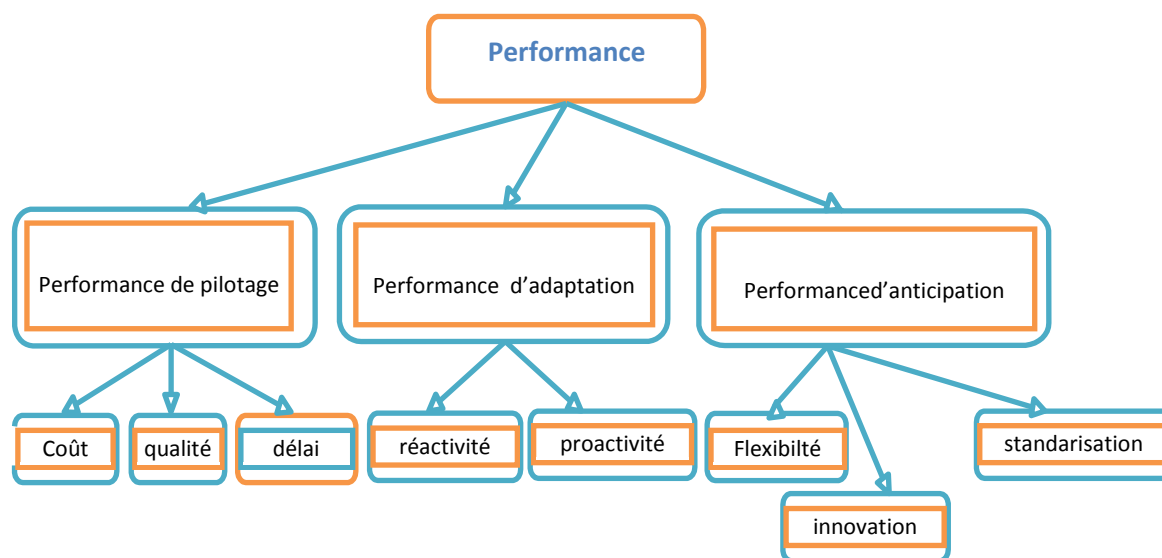 Performance
Performance de pilotage
Performance d’adaptation
Performanced’anticipation
Coût
qualité
délai
réactivité
proactivité
Flexibilté
standarisation
innovation